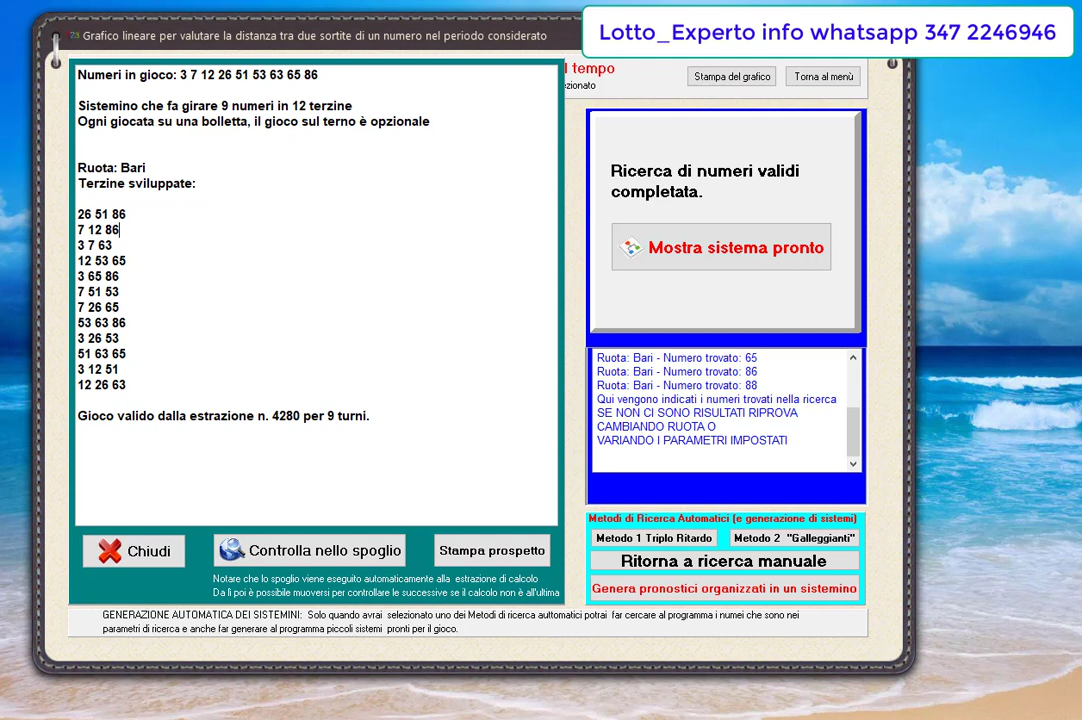 Lotto_Experto info whatsapp 347 2246946
Grafico lineare per valutare la distanza tra due sortite di un numero nel periodo considerato
Numeri in gioco: 3 7 12 26 51 53 63 65 86
Sistemino che fa girare 9 numeri in 12 terzine
Ogni giocata su una bolletta, il gioco sul terno è opzionale
Ruota: Bari
Terzine sviluppate:
26 51 86
7 12 86
3 7 63
12 53 65
3 65 86
7 51 53
7 26 65
53 63 86
3 26 53
51 63 65
3 12 51
12 26 63
Gioco valido dalla estrazione n. 4280 per 9 turni.
Chiudi
Controlla nello spoglio
Stampa prospetto
Notare che lo spoglio viene eseguito automaticamente alla estrazione di calcolo
Da lì poi è possibile muoversi per controllare le successive se il calcolo non è all'ultima
l tempo
ezionato
Stampa del grafico
Torna al menù
Ricerca di numeri validi
completata.
Mostra sistema pronto
Ruota: Bari - Numero trovato: 65
Ruota: Bari - Numero trovato: 86
Ruota: Bari - Numero trovato: 88
Qui vengono indicati i numeri trovati nella ricerca
SE NON CI SONO RISULTATI RIPROVA
CAMBIANDO RUOTA O
VARIANDO I PARAMETRI IMPOSTATI
Metodi di Ricerca Automatici (e generazione di sistemi)
Metodo 1 Triplo Ritardo
Metodo 2 "Galleggianti"
Ritorna a ricerca manuale
Genera pronostici organizzati in un sistemino
GENERAZIONE AUTOMATICA DEI SISTEMINI: Solo quando avrai selezionato uno dei Metodi di ricerca auttomatici potrai far cercare al programma i numei che sono nei
parametri di ricerca e anche far generare al programma piccoli sistemi pronti per il gioco.